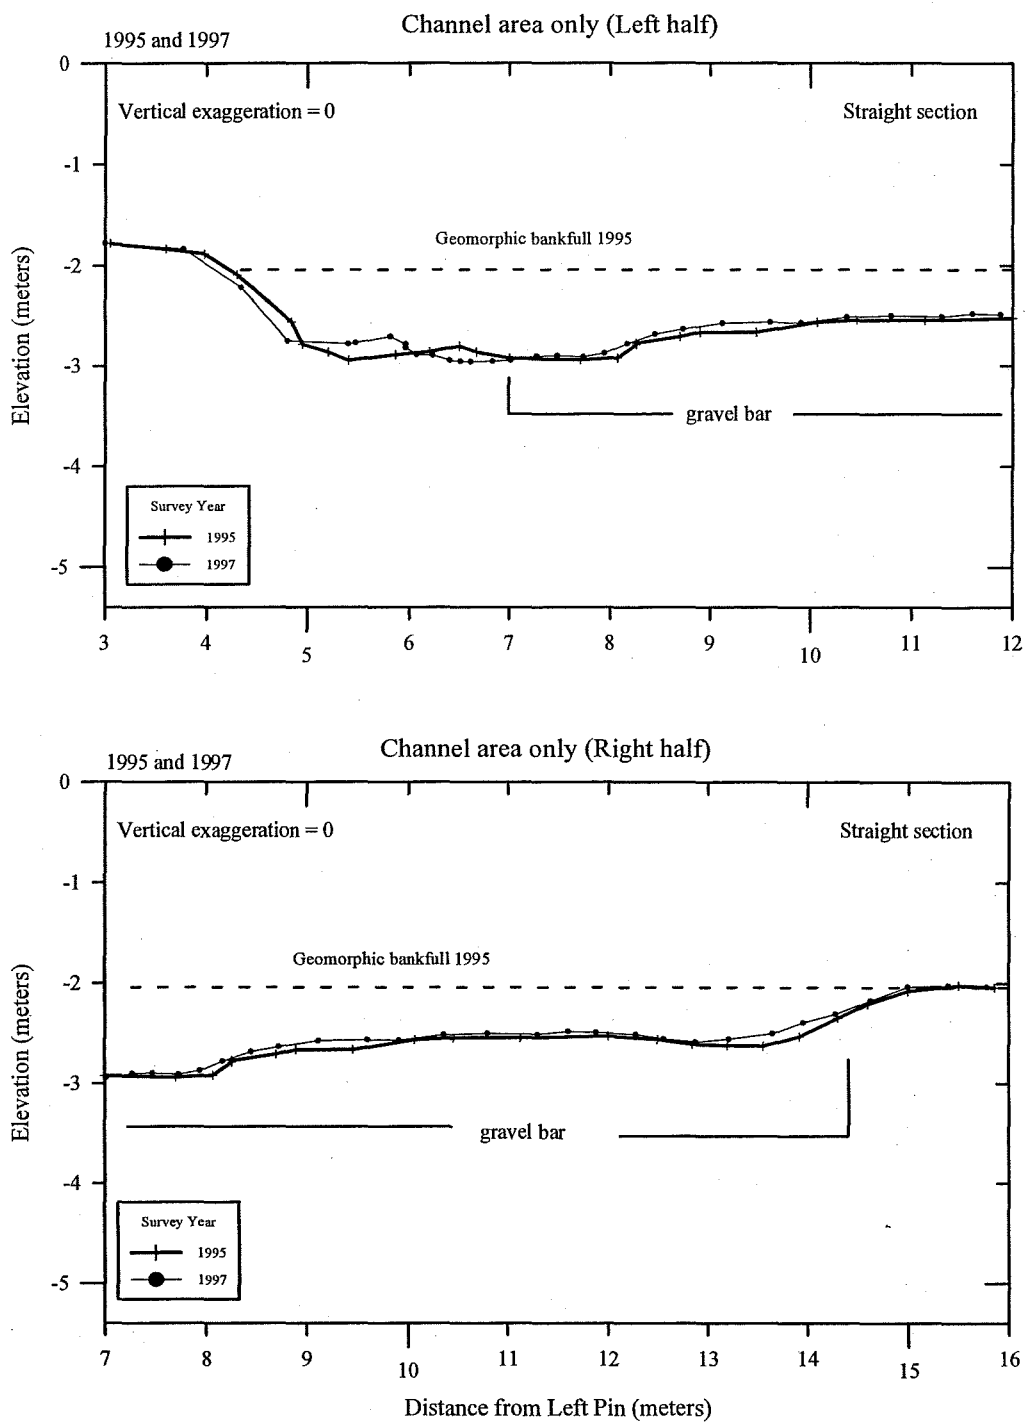 Channel area only (Left half)
1995 and 1997
Vertical exaggeration = 0
Straight section
Geomorphic bankfull 1995
gravel bar
Elevation (meters)
0
-1
-2
-3
-4
-5
Survey Year
1995
1997
3 4 5 6 7 8 9 10 11 12
Channel area only (Right half)
1995 and 1997
Vertical exaggeration = 0
Straight section
Geomorphic bankfull 1995
gravel bar
Elevation (meters)
0
-1
-2
-3
-4
-5
Survey Year
1995
1997
7 8 9 10 11 12 13 14 15 16
Distance from Left Pin (meters)